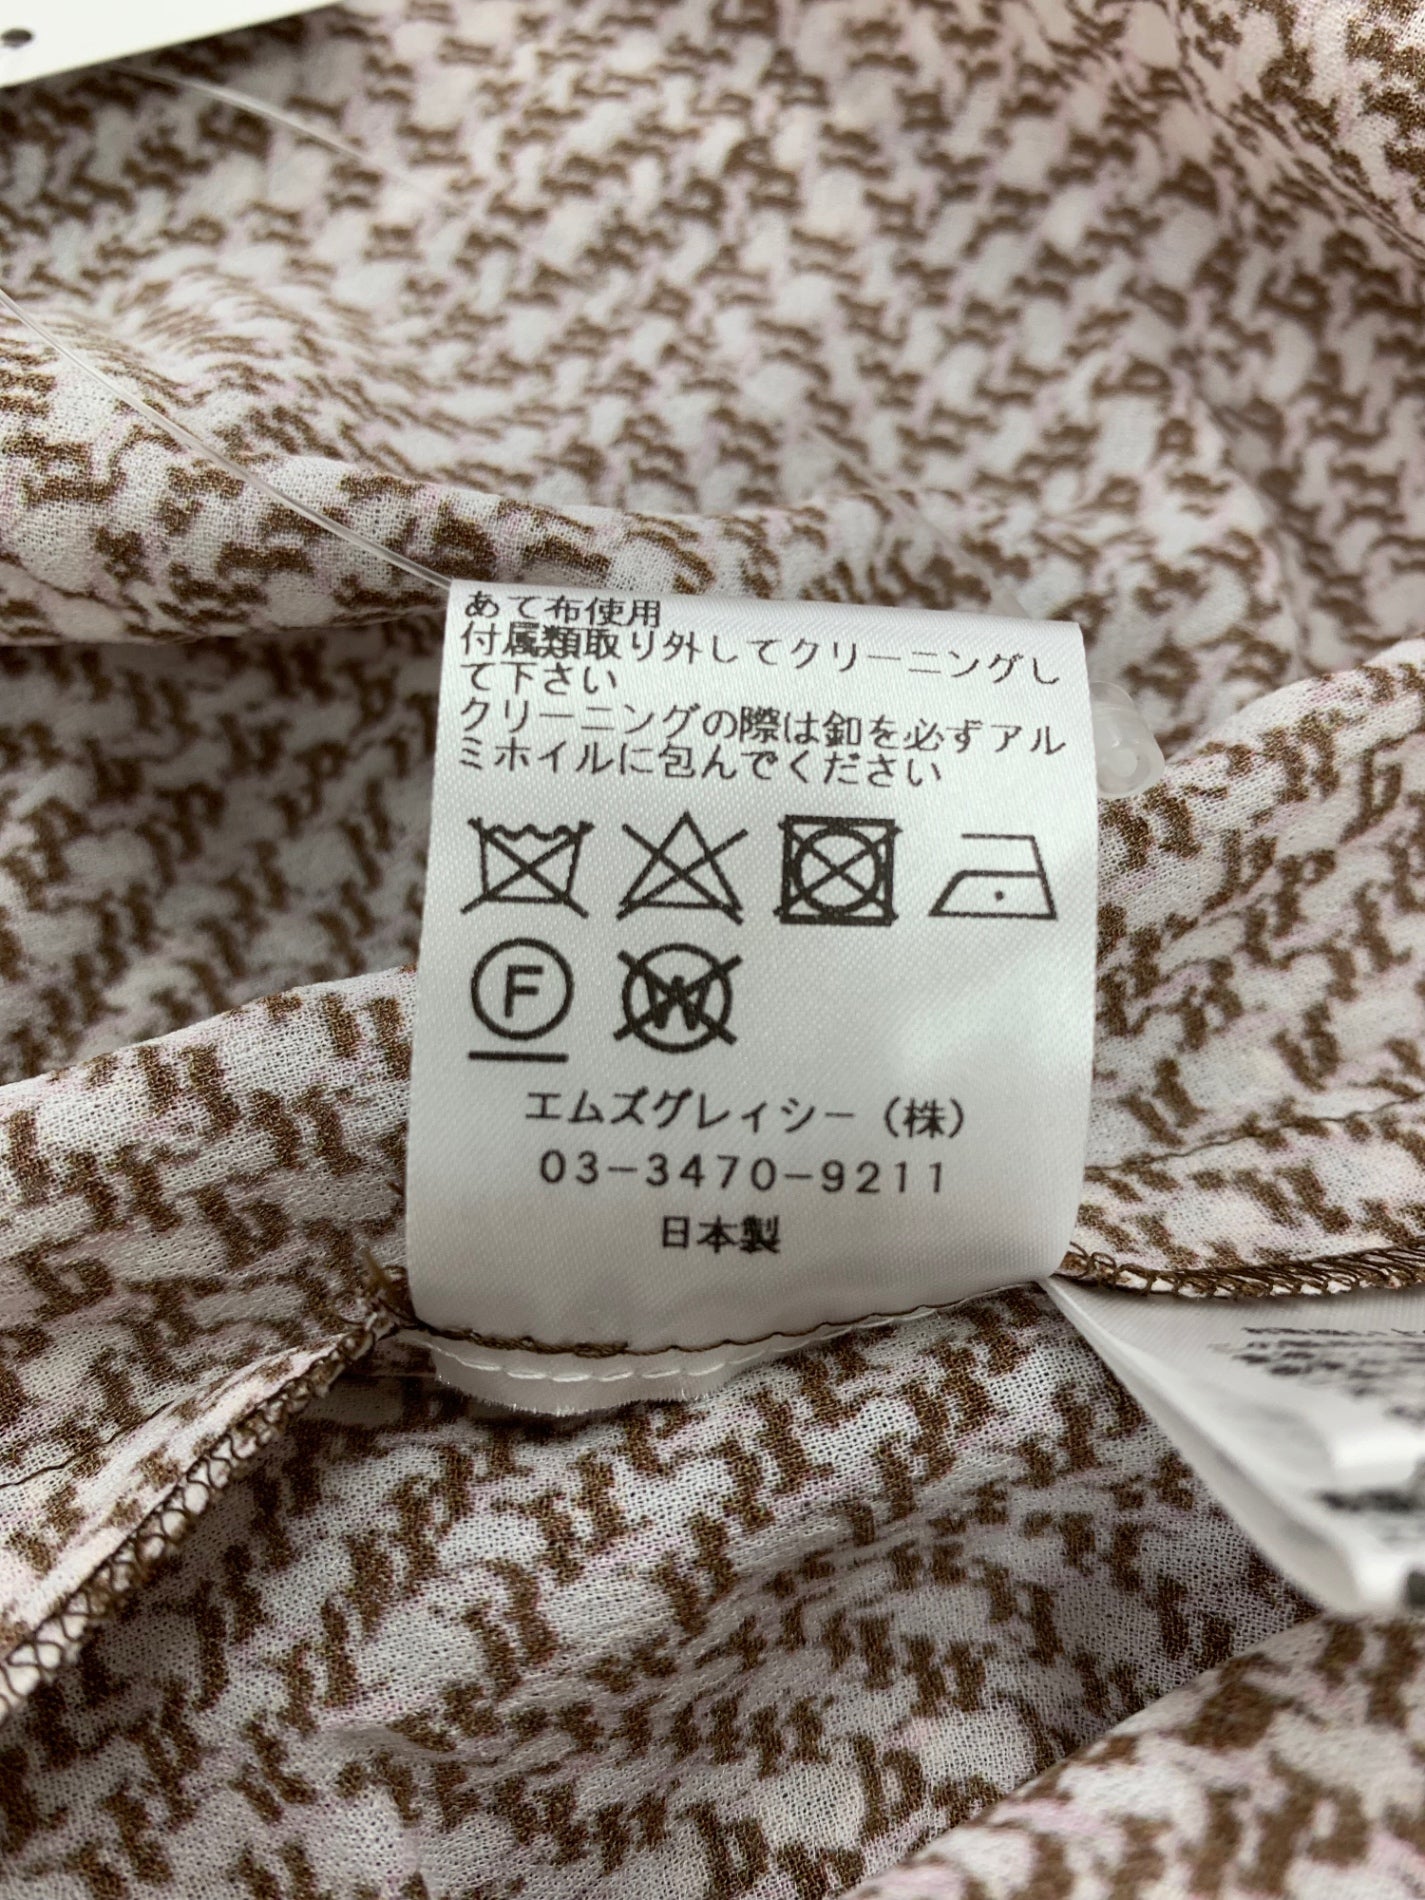 あて布使用
付属類取り外してクリーニングし
て下さい
クリーニングの際は釦を必ずアル
ミホイルに包んでください
F W
エムズグレィシー（株）
03-3470-9211
日本製